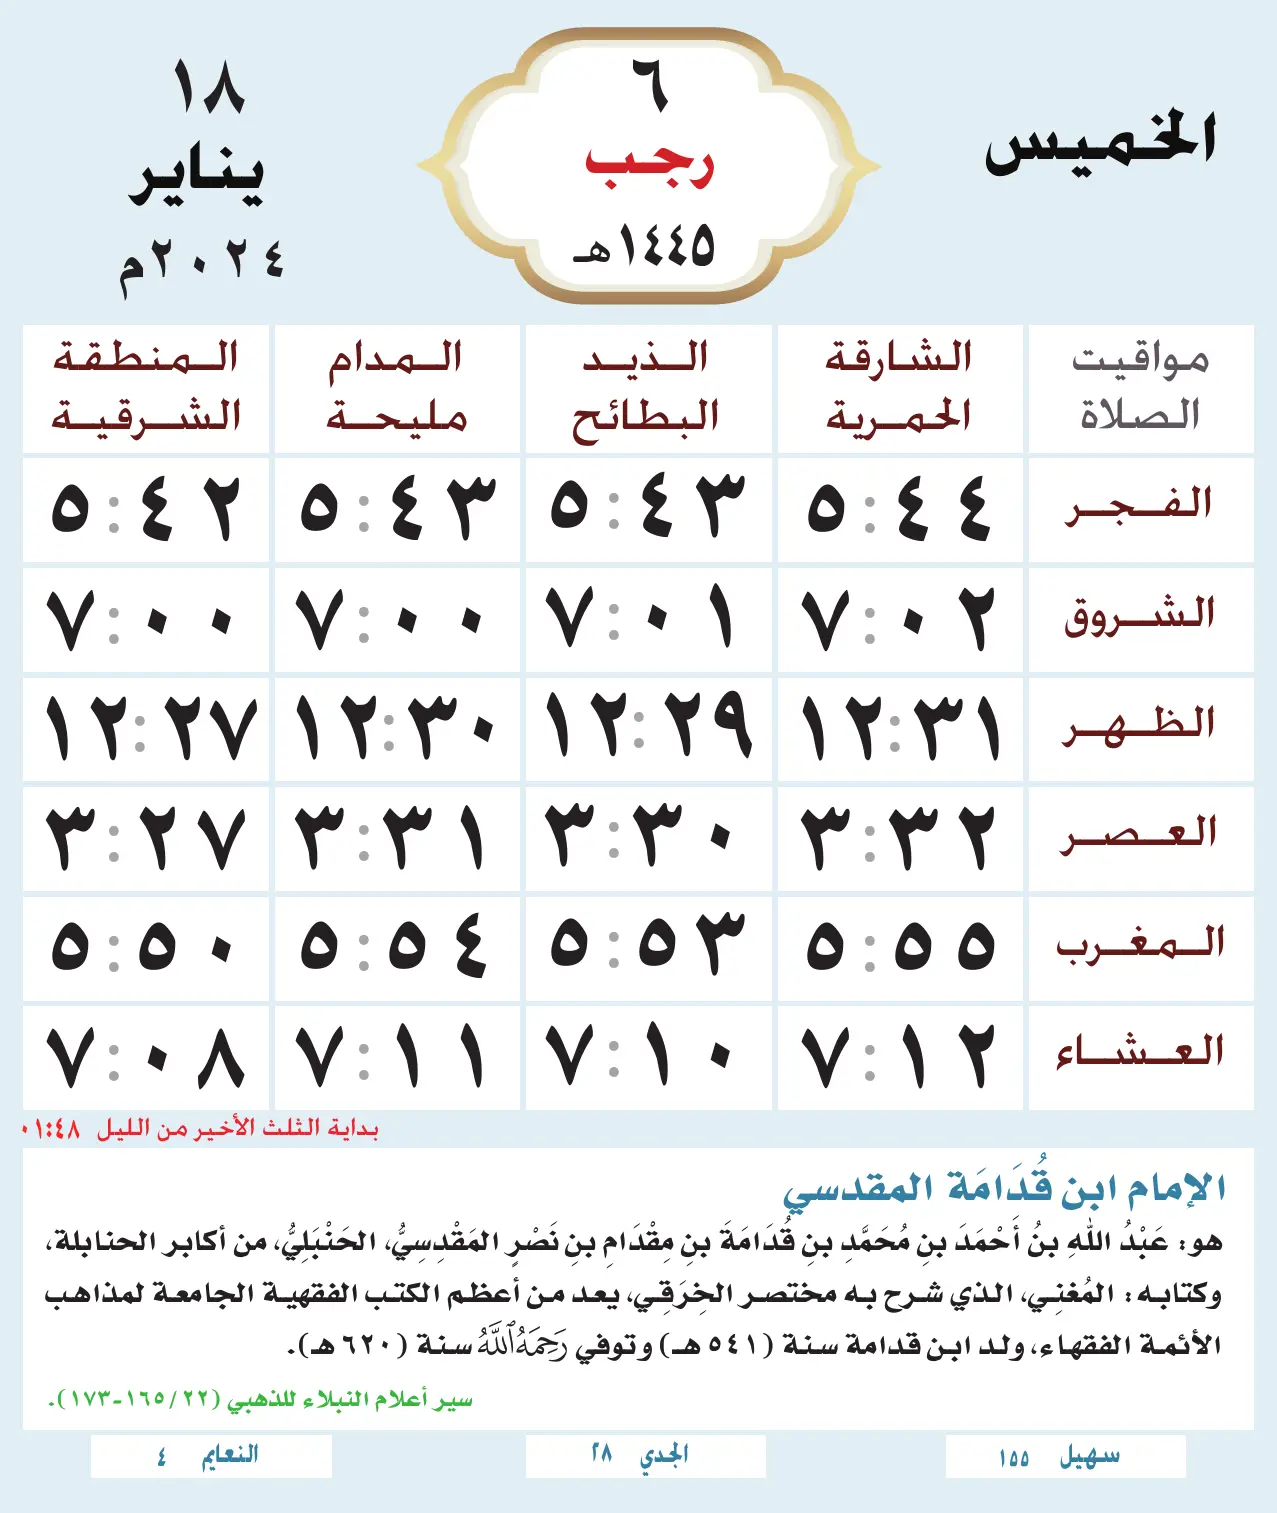 الخميس
٦
رجب
١٤٤٥هـ
١٨
يناير
٢٠٢٤م
مواقيت الصلاة
الشارقة الحمرية
الذيد البطائح
المدام مليحة
المنطقة الشرقية
الفجر ٥:٤٤ ٥:٤٣ ٥:٤٣ ٥:٤٢
الشروق ٧:٠٢ ٧:٠١ ٧:٠٠ ٧:٠٠
الظهر ١٢:٣١ ١٢:٢٩ ١٢:٣٠ ١٢:٢٧
العصر ٣:٣٢ ٣:٣٠ ٣:٣١ ٣:٢٧
المغرب ٥:٥٥ ٥:٥٣ ٥:٥٤ ٥:٥٠
العشاء ٧:١٢ ٧:١٠ ٧:١١ ٧:٠٨
بداية الثلث الأخير من الليل ٠١:٤٨
الإمام ابن قُدَامَة المقدسي
هو: عَبْدُ اللهِ بنُ أَحْمَدَ بنِ مُحَمَّدِ بنِ قُدَامَةَ بنِ مِقْدَامِ بنِ نَصْرٍ المَقْدِسِيُّ، الحَنْبَلِيُّ، من أكابر الحنابلة،
وكتابه: المُغنِي، الذي شرح به مختصر الخِرَقِي، يعد من أعظم الكتب الفقهية الجامعة لمذاهب
الأئمة الفقهاء، ولد ابن قدامة سنة (٥٤١ هـ) وتوفي رَحِمَهُ ٱللَّهُ سنة (٦٢٠ هـ).
سير أعلام النبلاء للذهبي (٢٢/١٦٥-١٧٣).
سهيل ١٥٥
الجدي ٢٨
النعايم ٤